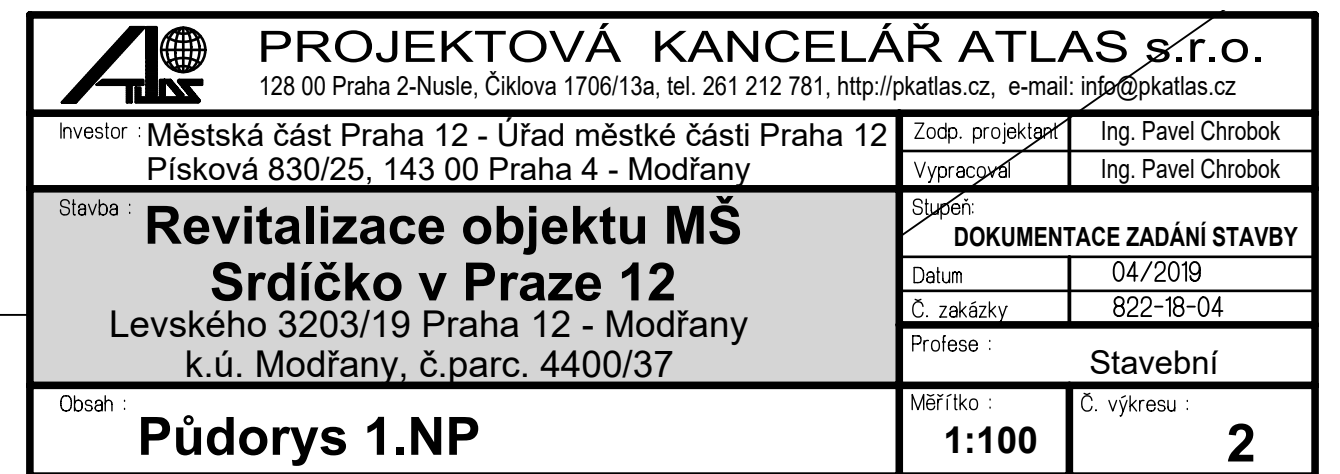 ATLAS
PROJEKTOVÁ KANCELÁŘ ATLAS s.r.o.
128 00 Praha 2-Nusle, Čiklova 1706/13a, tel. 261 212 781, http://pkatlas.cz, e-mail: info@pkatlas.cz
Investor : Městská část Praha 12 - Úřad městké části Praha 12
Písková 830/25, 143 00 Praha 4 - Modřany
Zodp. projektant Ing. Pavel Chrobok
Vypracoval Ing. Pavel Chrobok
Stavba : Revitalizace objektu MŠ
Srdíčko v Praze 12
Levského 3203/19 Praha 12 - Modřany
k.ú. Modřany, č.parc. 4400/37
Stupeň:
DOKUMENTACE ZADÁNÍ STAVBY
Datum 04/2019
Č. zakázky 822-18-04
Profese :
Stavební
Obsah :
Půdorys 1.NP
Měřítko :
1:100
Č. výkresu :
2